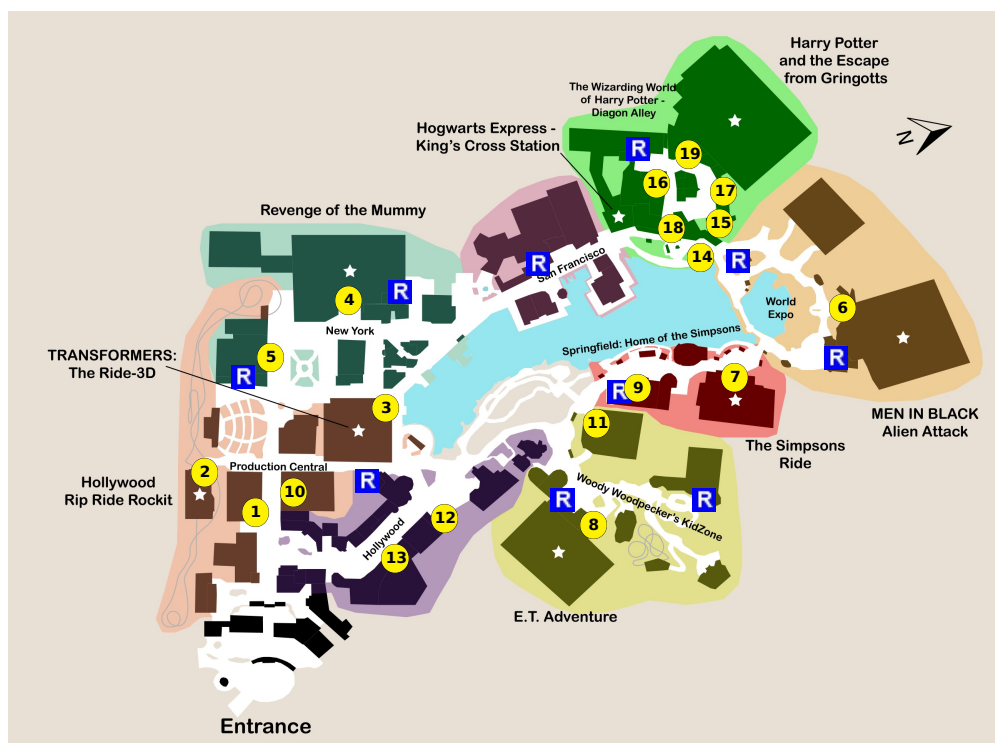 Harry Potter
and the Escape
from Gringotts
The Wizarding World
of Harry Potter -
Diagon Alley
Hogwarts Express -
King's Cross Station
N
R
19
16
17
15
18
14
Revenge of the Mummy
R
San Francisco
R
World
Expo
6
4
R
New York
Springfield: Home of the Simpsons
R
TRANSFORMERS:
The Ride-3D
5
R
R
9
7
3
MEN IN BLACK
Alien Attack
11
The Simpsons
Ride
Hollywood
Rip Ride Rockit
2
Production Central
R
10
1
12
Hollywood
13
Woody Woodpecker's KidZone
R
R
8
E.T. Adventure
Entrance